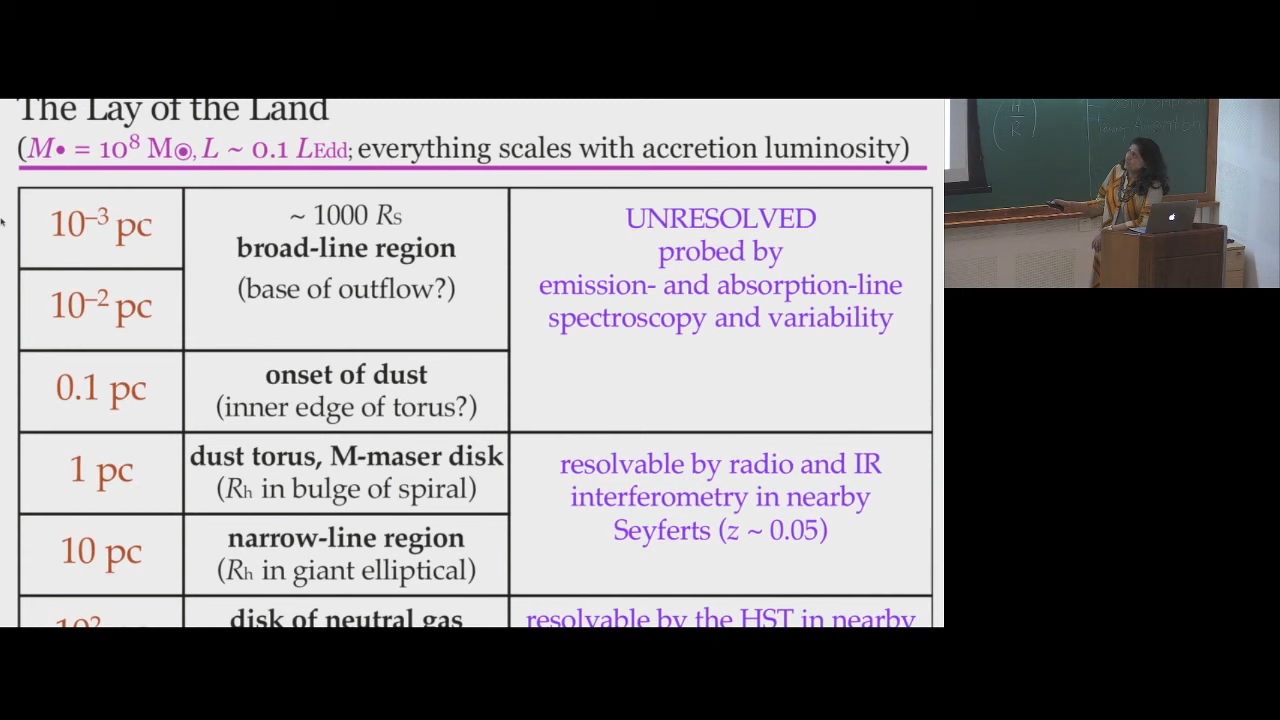 The Lay of the Land
(M• = 10⁸ M⦿, L ~ 0.1 LEdd; everything scales with accretion luminosity)
10⁻³ pc
~ 1000 Rs
broad-line region
(base of outflow?)
UNRESOLVED
probed by
emission- and absorption-line
spectroscopy and variability
10⁻² pc
0.1 pc
onset of dust
(inner edge of torus?)
1 pc
dust torus, M-maser disk
(Rh in bulge of spiral)
resolvable by radio and IR
interferometry in nearby
Seyferts (z ~ 0.05)
10 pc
narrow-line region
(Rh in giant elliptical)
10²
disk of neutral gas
resolvable by the HST in nearby